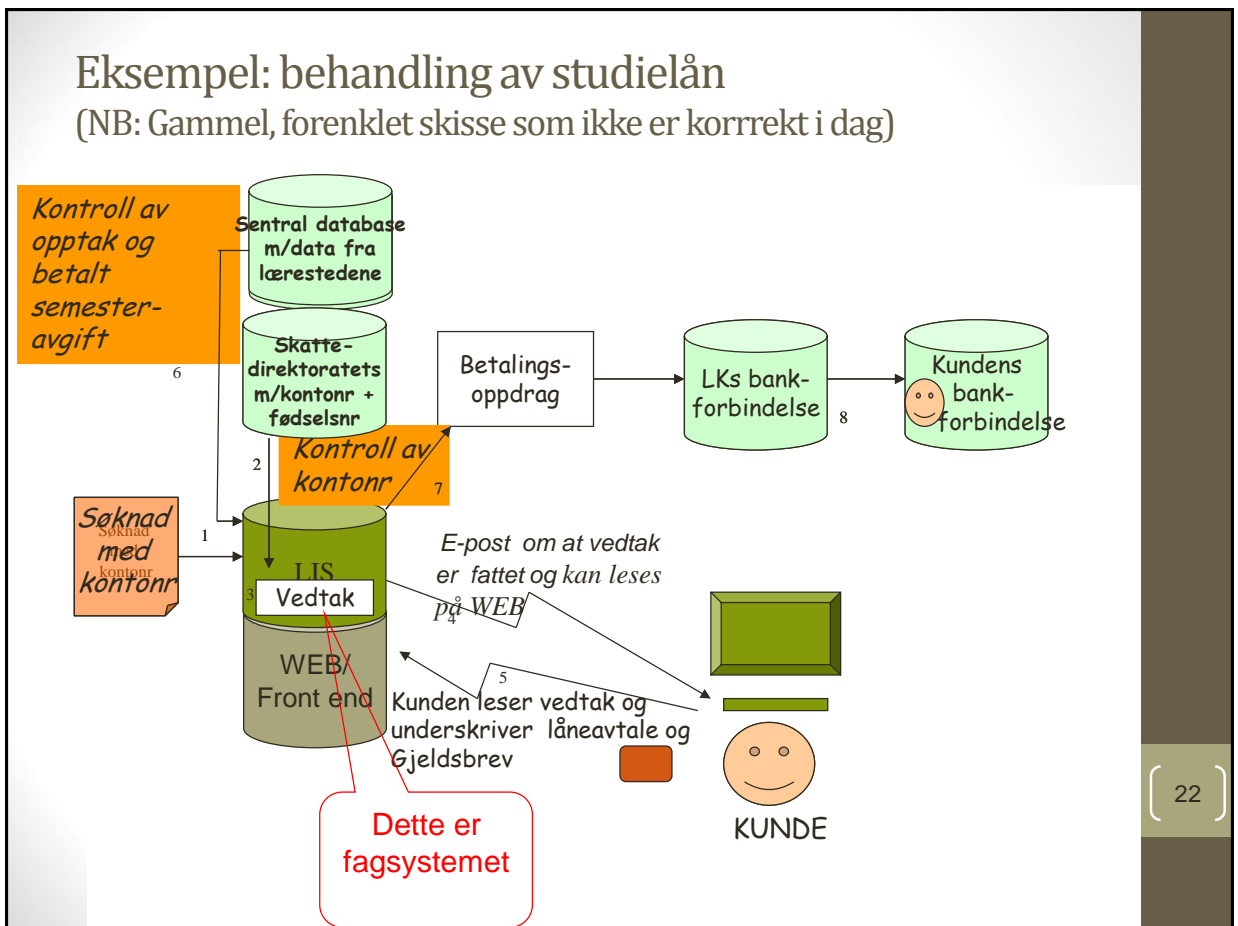 Eksempel: behandling av studielån
(NB: Gammel, forenklet skisse som ikke er korrrekt i dag)
Kontroll av
opptak og
betalt
semester-
avgift
6
Sentral database
m/data fra
lærestedene
Skatte-
direktoratets
m/kontonr +
fødselsnr
Betalings-
oppdrag
LKs bank-
forbindelse
8
Kundens
bank-
forbindelse
2
Kontroll av
kontonr
7
Søknad
med
kontonr
Søknad
med
kontonr
1
LIS
3
Vedtak
E-post om at vedtak
er fattet og kan leses
på WEB
4
WEB/
Front end
5
Kunden leser vedtak og
underskriver låneavtale og
Gjeldsbrev
KUNDE
Dette er
fagsystemet
22